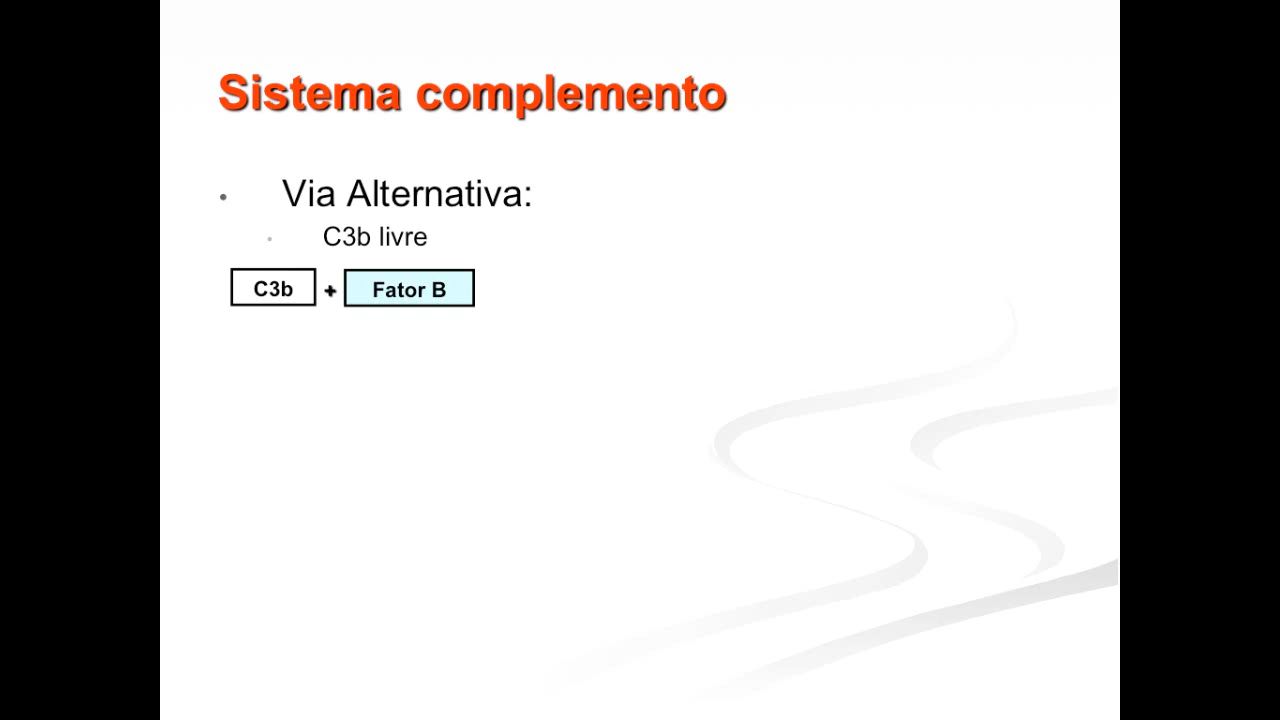 Sistema complemento
• Via Alternativa:
• C3b livre
C3b + Fator B